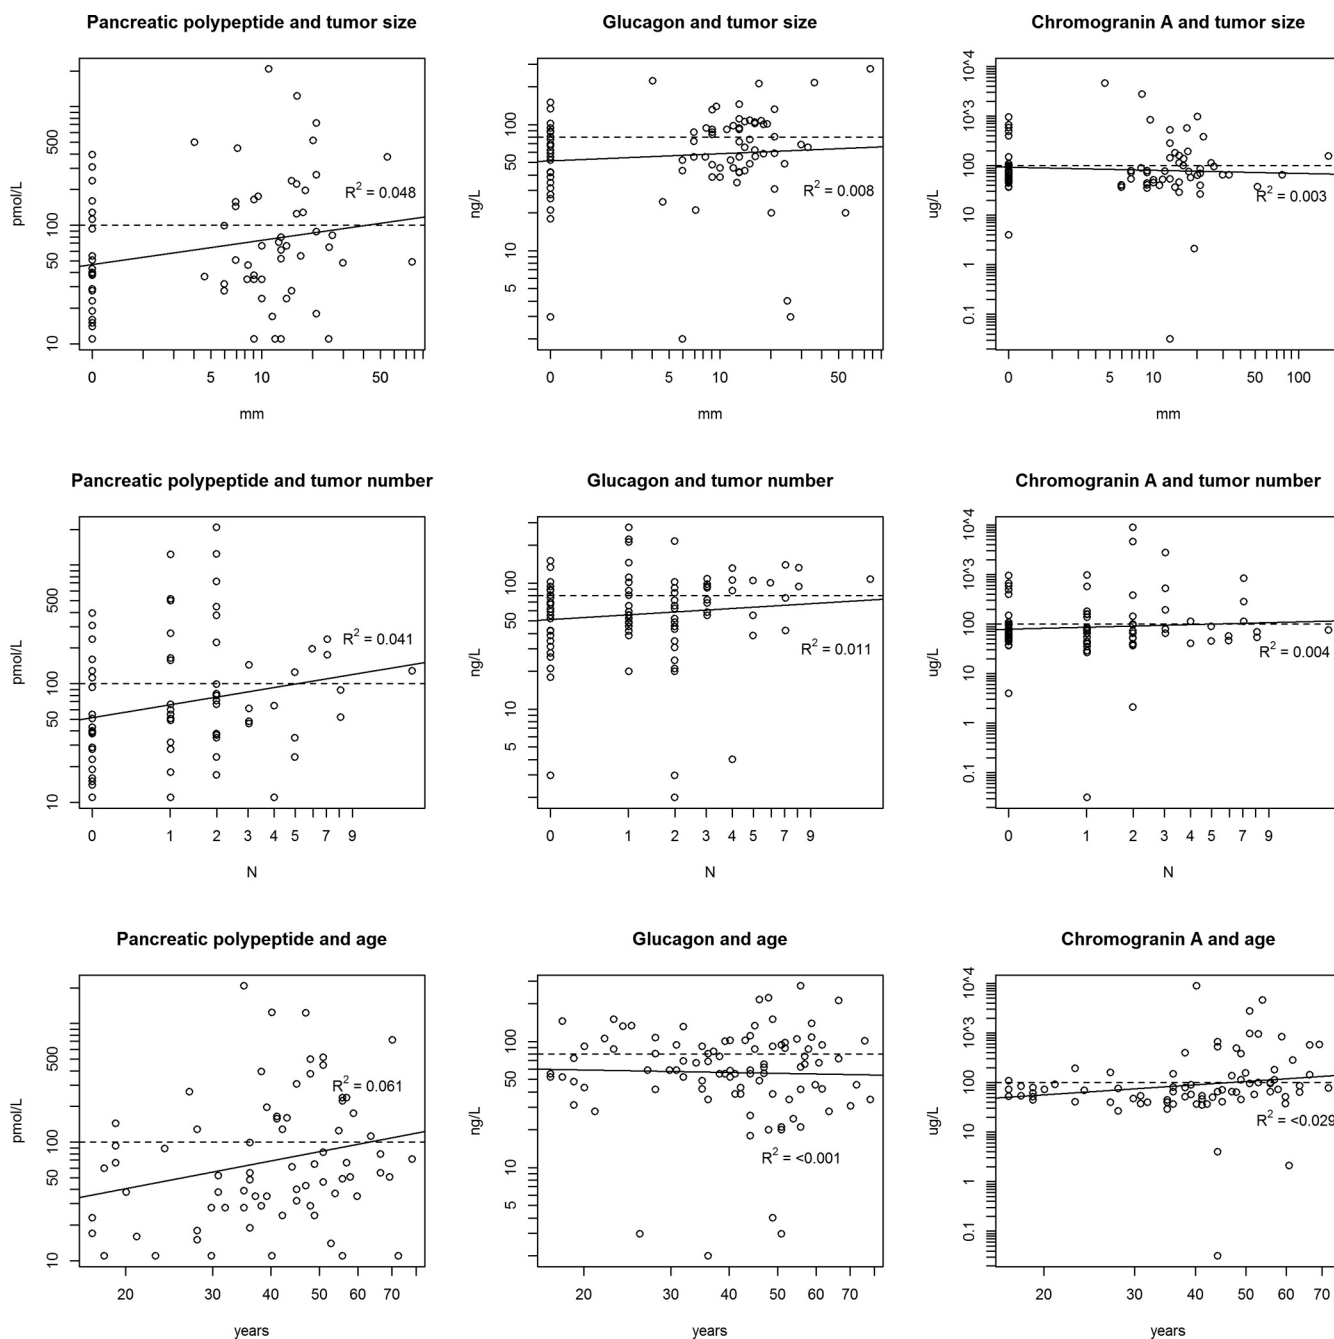 Pancreatic polypeptide and tumor size
pmol/L
500
100
50
10
R² = 0.048
0 5 10 50
mm
Glucagon and tumor size
ng/L
100
50
10
5
R² = 0.008
0 5 10 50
mm
Chromogranin A and tumor size
ug/L
10^4
10^3
100
10
1
0.1
R² = 0.003
0 5 10 50 100
mm
Pancreatic polypeptide and tumor number
pmol/L
500
100
50
10
R² = 0.041
0 1 2 3 4 5 7 9
N
Glucagon and tumor number
ng/L
100
50
10
5
R² = 0.011
0 1 2 3 4 5 7 9
N
Chromogranin A and tumor number
ug/L
10^4
10^3
100
10
1
0.1
R² = 0.004
0 1 2 3 4 5 7 9
N
Pancreatic polypeptide and age
pmol/L
500
100
50
10
R² = 0.061
20 30 40 50 60 70
years
Glucagon and age
ng/L
100
50
10
5
R² = <0.001
20 30 40 50 60 70
years
Chromogranin A and age
ug/L
10^4
10^3
100
10
1
0.1
R² = <0.029
20 30 40 50 60 70
years